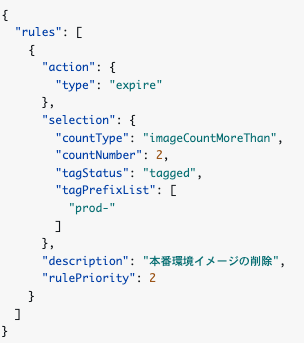 {
  "rules": [
    {
      "action": {
        "type": "expire"
      },
      "selection": {
        "countType": "imageCountMoreThan",
        "countNumber": 2,
        "tagStatus": "tagged",
        "tagPrefixList": [
          "prod-"
        ]
      },
      "description": "本番環境イメージの削除",
      "rulePriority": 2
    }
  ]
}